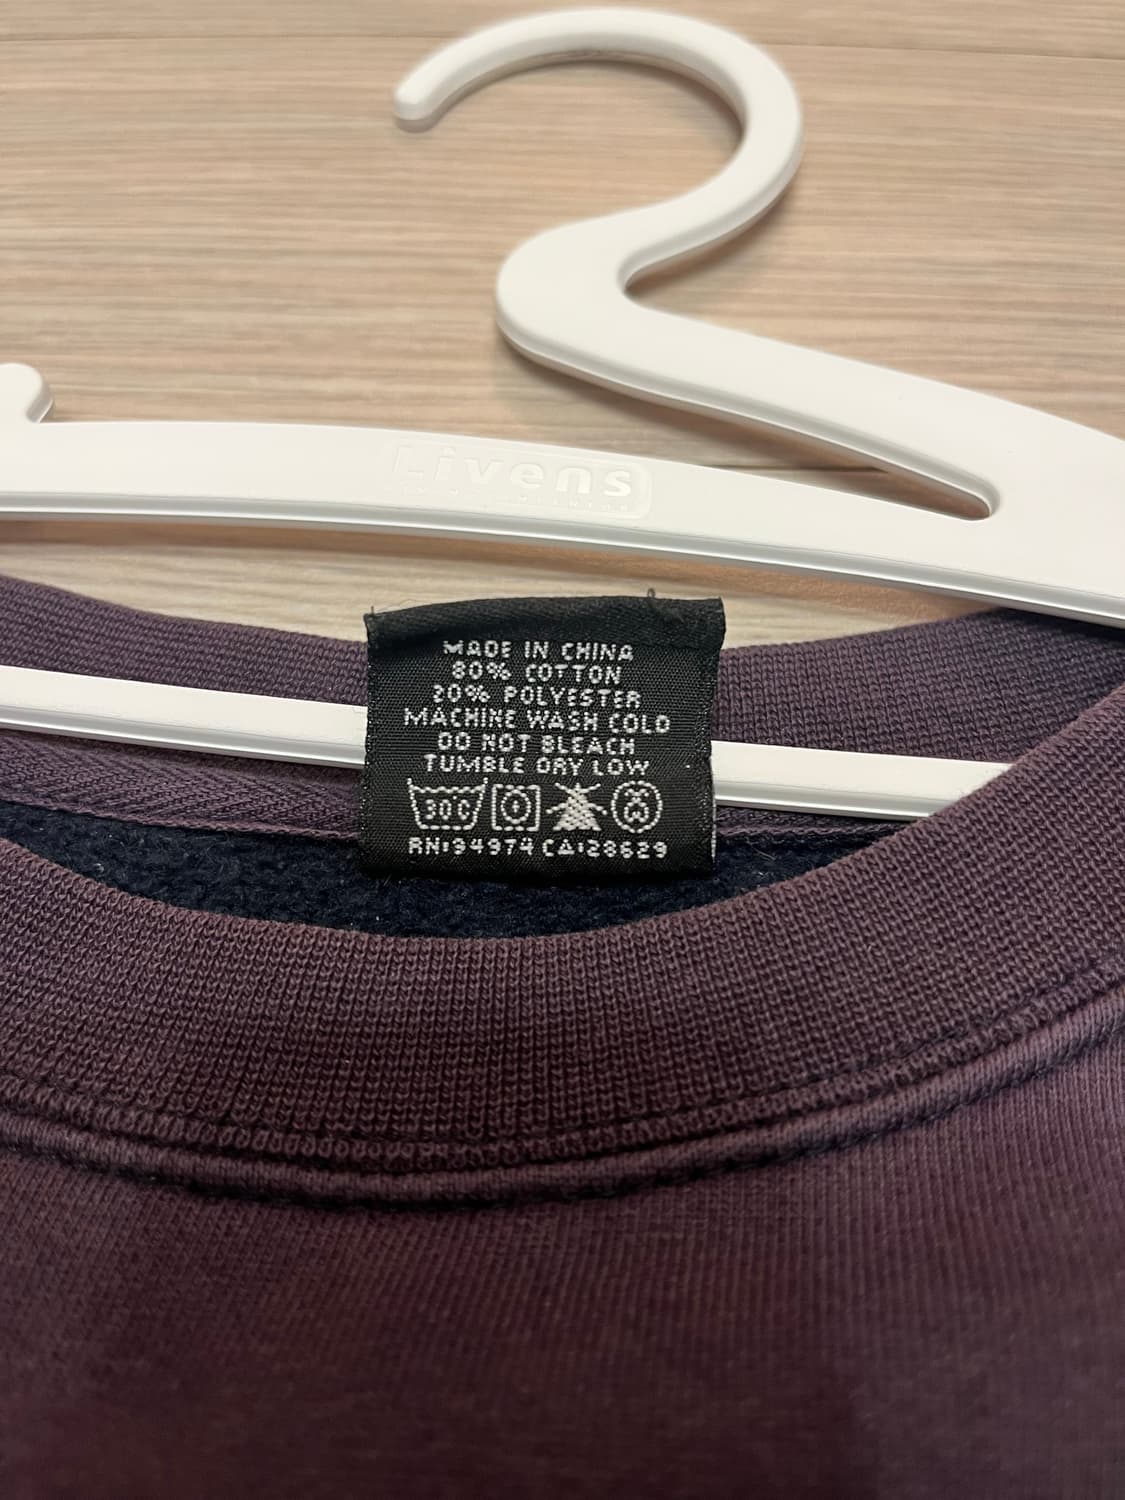 Livens
MADE IN CHINA
80% COTTON
20% POLYESTER
MACHINE WASH COLD
DO NOT BLEACH
TUMBLE DRY LOW
30C
RN:94974 CA:28629